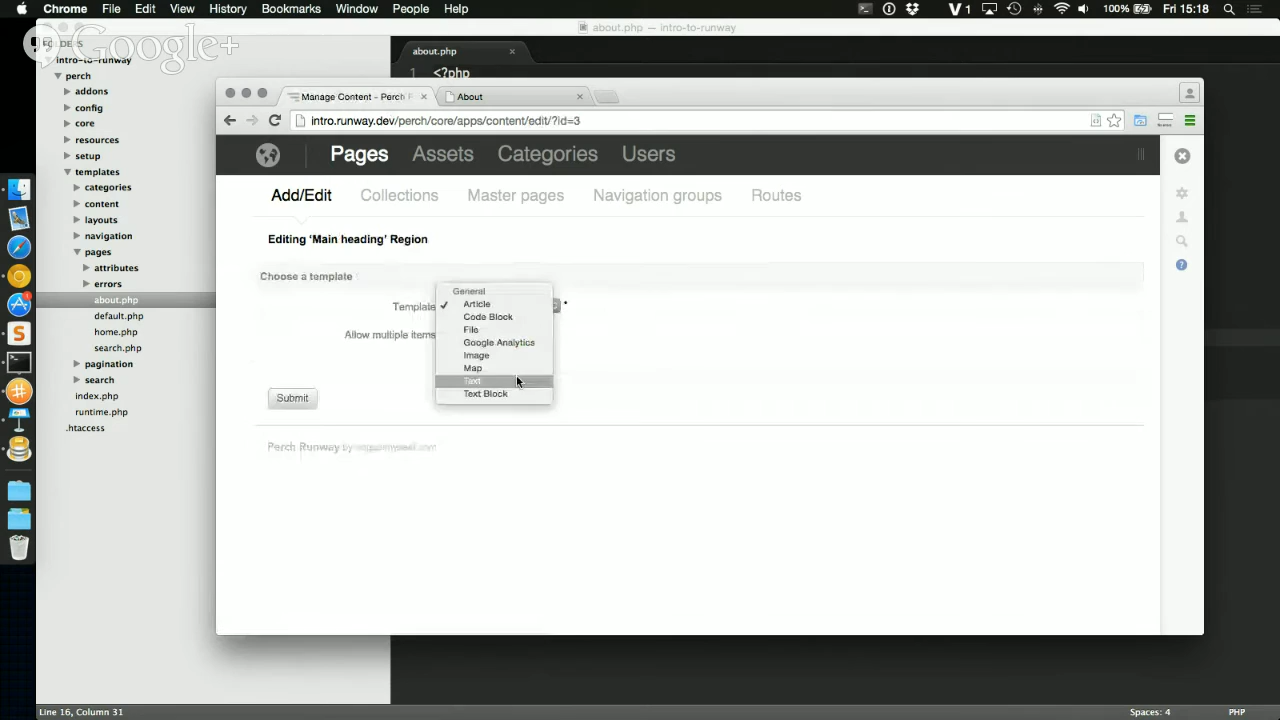 Chrome File Edit View History Bookmarks Window People Help
V 1 100% Fri 15:18
Google+
about.php — intro-to-runway
FOLDERS
intro-to-runway
perch
addons
config
core
resources
setup
templates
categories
content
layouts
navigation
pages
attributes
errors
about.php
default.php
home.php
search.php
pagination
search
index.php
runtime.php
.htaccess
about.php
1 <?php
Manage Content - Perch R
About
intro.runway.dev/perch/core/apps/content/edit/?id=3
Pages Assets Categories Users
Add/Edit Collections Master pages Navigation groups Routes
Editing ‘Main heading’ Region
Choose a template
Template
General
Article
Code Block
File
Google Analytics
Image
Map
Text
Text Block
*
Allow multiple items
Submit
Perch Runway by
Line 16, Column 31
Spaces: 4
PHP